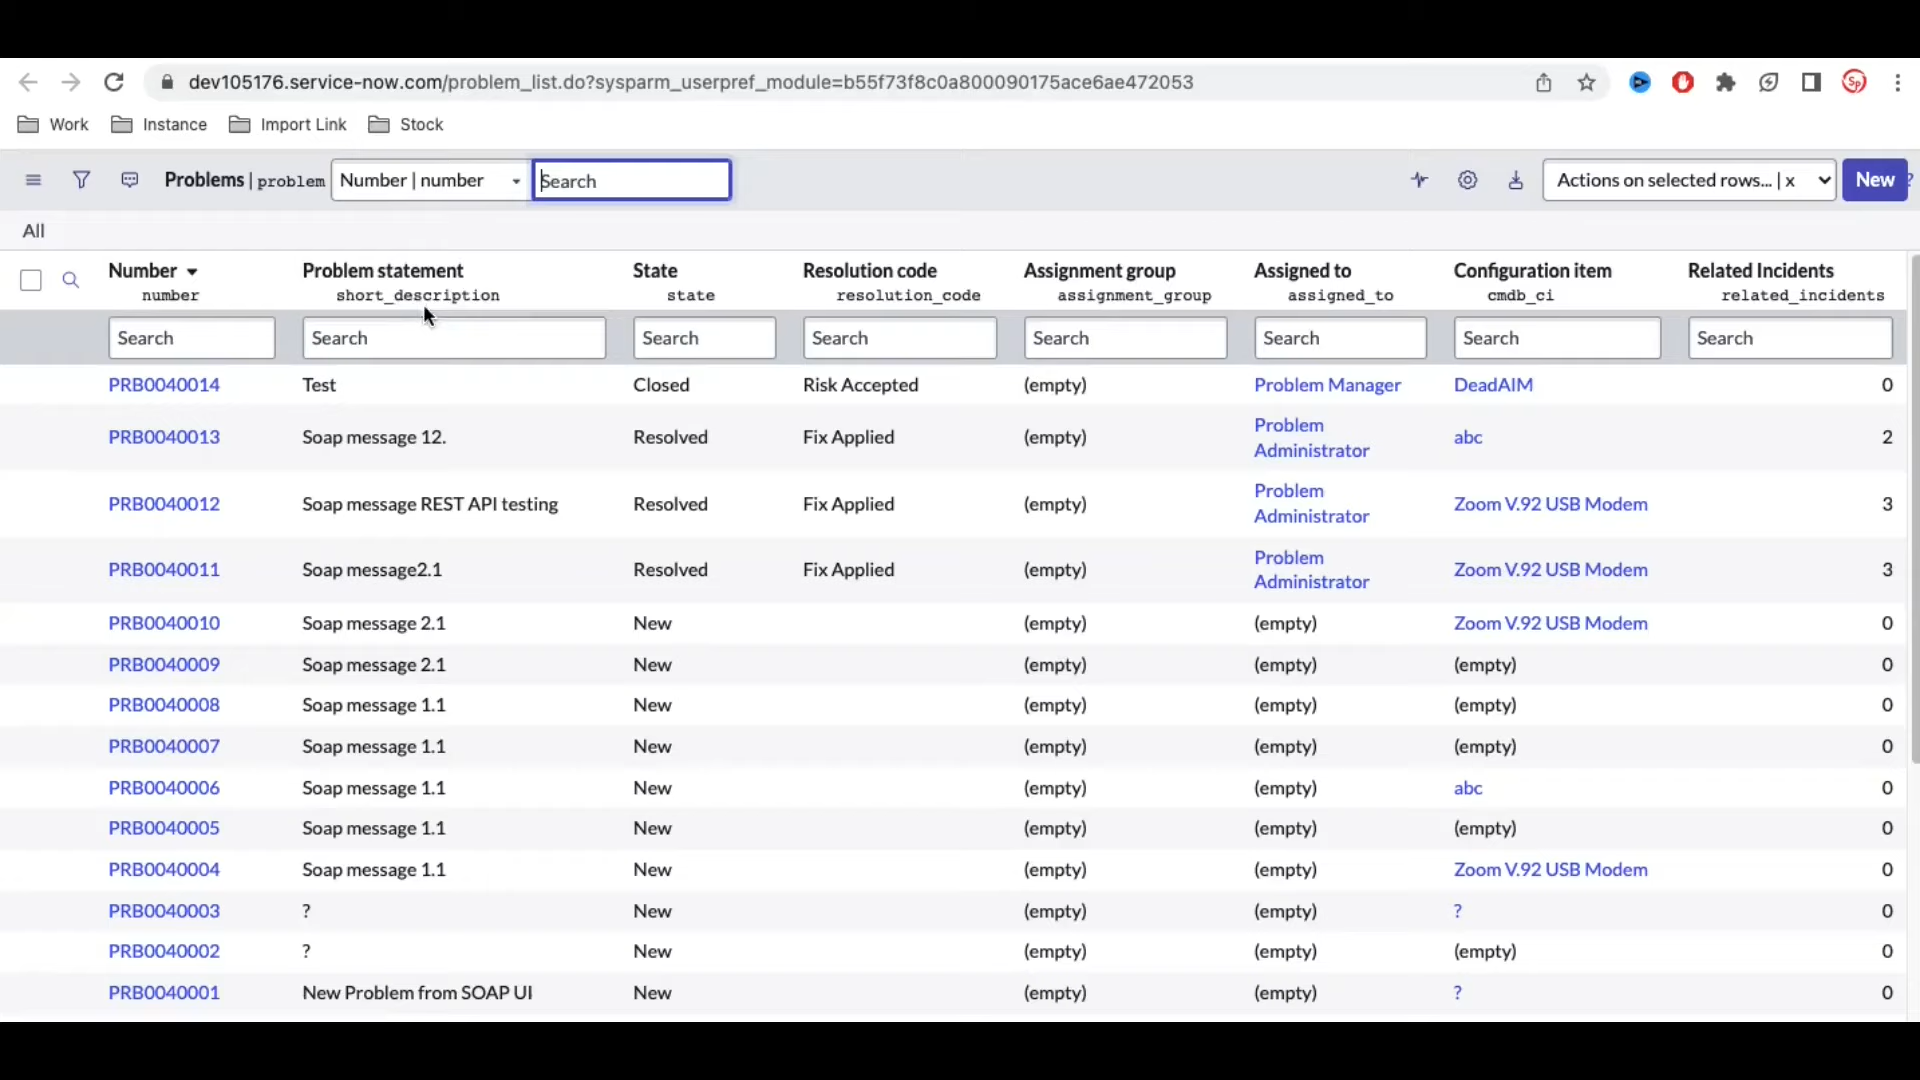 dev105176.service-now.com/problem_list.do?sysparm_userpref_module=b55f73f8c0a800090175ace6ae472053
Sp
Work Instance Import Link Stock
Problems | problem Number | number Search Actions on selected rows... | x New ?
All
Number Problem statement State Resolution code Assignment group Assigned to Configuration item Related Incidents
number short_description state resolution_code assignment_group assigned_to cmdb_ci related_incidents
Search Search Search Search Search Search Search Search
PRB0040014 Test Closed Risk Accepted (empty) Problem Manager DeadAIM 0
PRB0040013 Soap message 12. Resolved Fix Applied (empty) Problem Administrator abc 2
PRB0040012 Soap message REST API testing Resolved Fix Applied (empty) Problem Administrator Zoom V.92 USB Modem 3
PRB0040011 Soap message2.1 Resolved Fix Applied (empty) Problem Administrator Zoom V.92 USB Modem 3
PRB0040010 Soap message 2.1 New (empty) (empty) Zoom V.92 USB Modem 0
PRB0040009 Soap message 2.1 New (empty) (empty) (empty) 0
PRB0040008 Soap message 1.1 New (empty) (empty) (empty) 0
PRB0040007 Soap message 1.1 New (empty) (empty) (empty) 0
PRB0040006 Soap message 1.1 New (empty) (empty) abc 0
PRB0040005 Soap message 1.1 New (empty) (empty) (empty) 0
PRB0040004 Soap message 1.1 New (empty) (empty) Zoom V.92 USB Modem 0
PRB0040003 ? New (empty) (empty) ? 0
PRB0040002 ? New (empty) (empty) (empty) 0
PRB0040001 New Problem from SOAP UI New (empty) (empty) ? 0